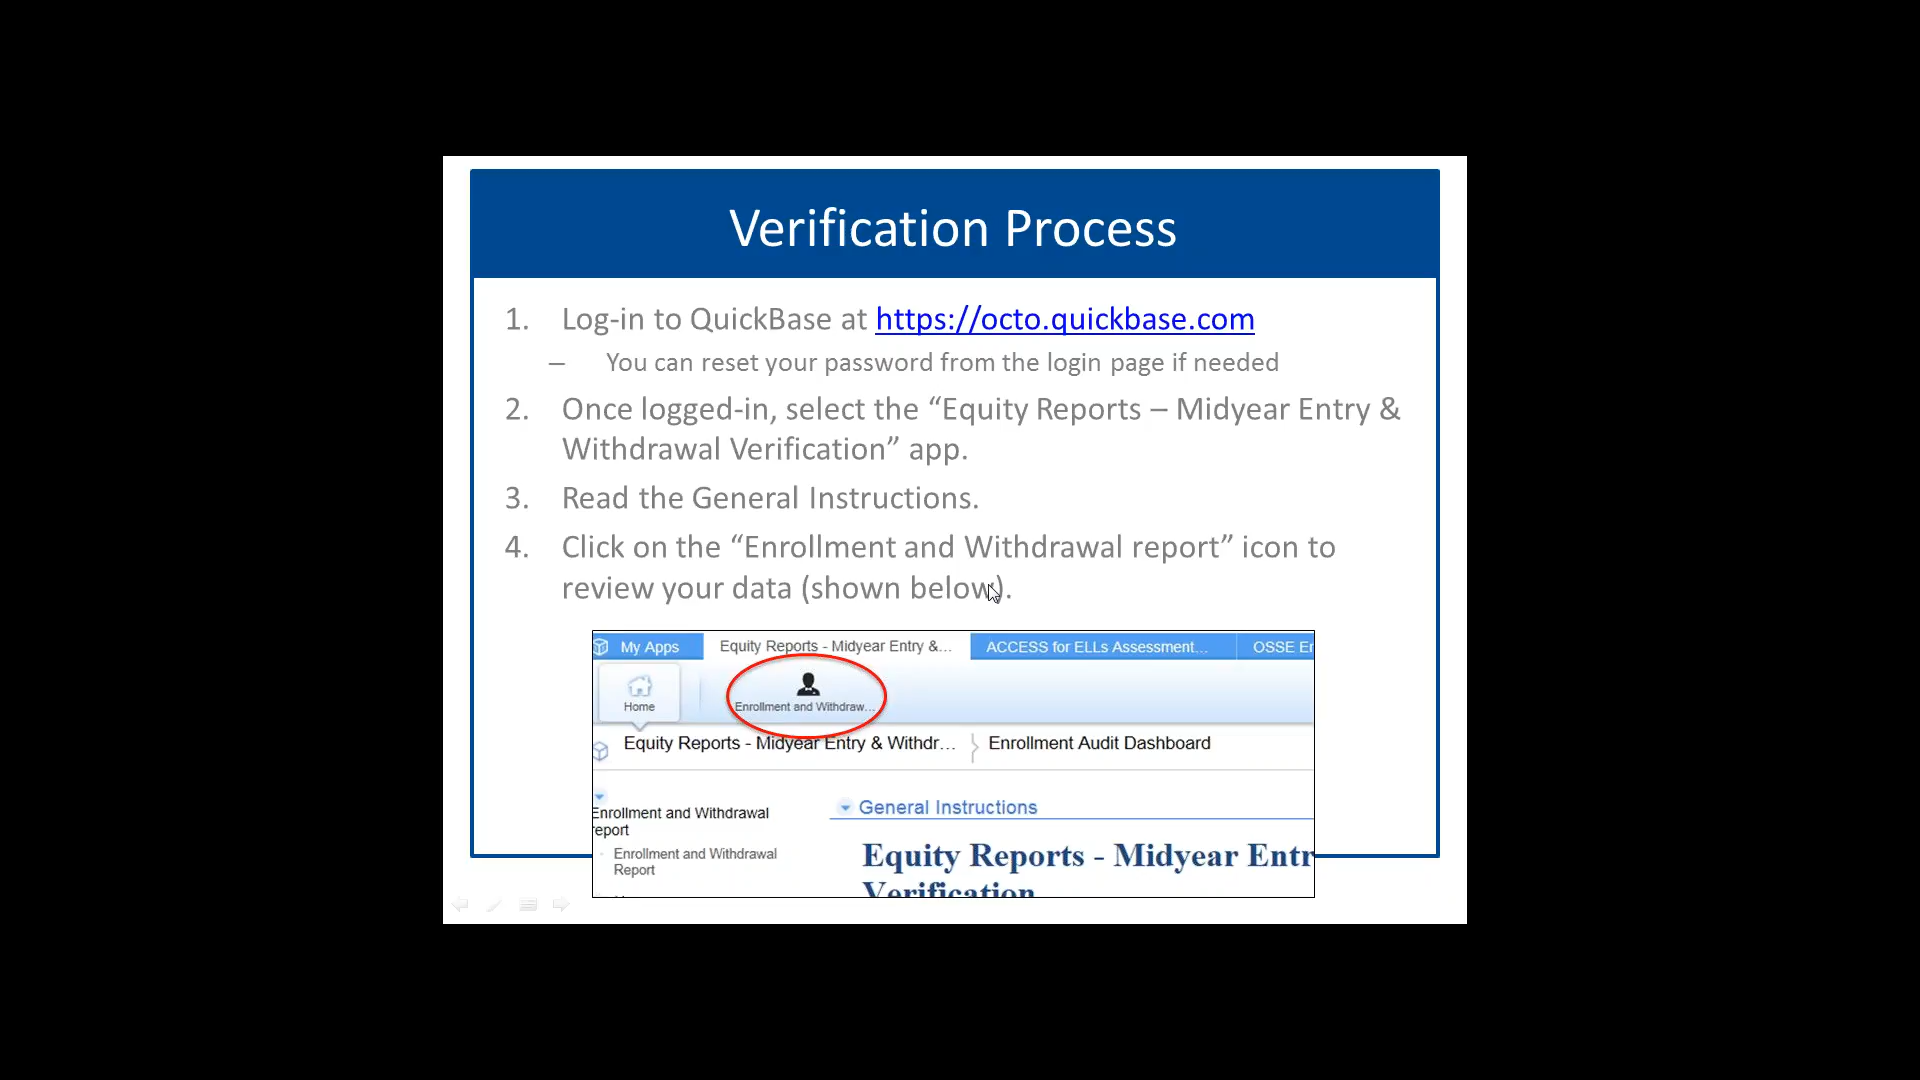 Verification Process
1. Log-in to QuickBase at https://octo.quickbase.com
– You can reset your password from the login page if needed
2. Once logged-in, select the “Equity Reports – Midyear Entry &
Withdrawal Verification” app.
3. Read the General Instructions.
4. Click on the “Enrollment and Withdrawal report” icon to
review your data (shown below).
My Apps
Equity Reports - Midyear Entry &...
ACCESS for ELLs Assessment...
OSSE
Home
Enrollment and Withdraw...
Equity Reports - Midyear Entry & Withdr...
Enrollment Audit Dashboard
Enrollment and Withdrawal
report
Enrollment and Withdrawal
Report
General Instructions
Equity Reports - Midyear Entr
Verification